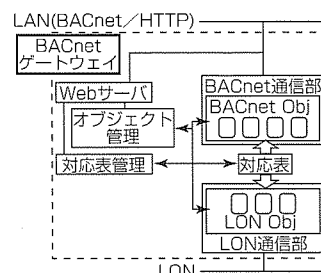 LAN(BACnet／HTTP)
BACnet
ゲートウェイ
Webサーバ
オブジェクト
管理
対応表管理
BACnet通信部
BACnet Obj
対応表
LON Obj
LON通信部
LON